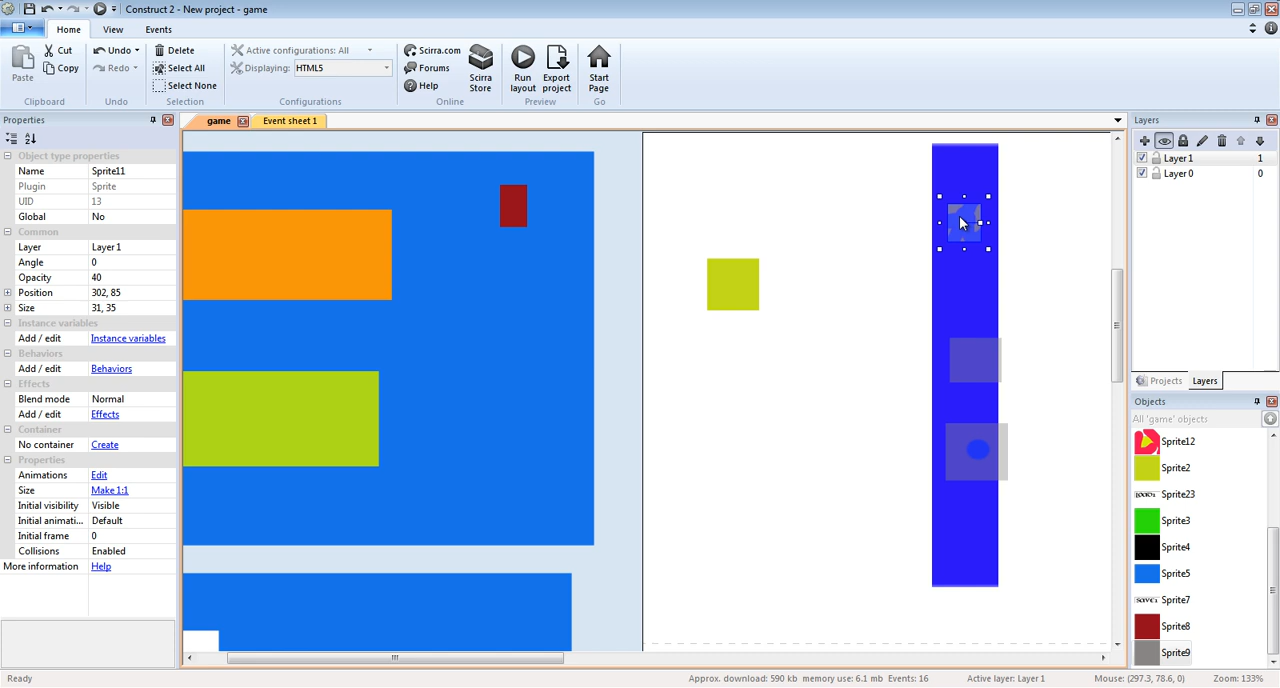 Construct 2 - New project - game
Home View Events
Paste Cut Copy Undo Redo Delete Select All Select None Active configurations: All Displaying: HTML5 Scirra.com Forums Help Scirra Store Run layout Export project Start Page
Clipboard Undo Selection Configurations Online Preview Go
Properties
game Event sheet 1
Layers
Object type properties
Name Sprite11
Plugin Sprite
UID 13
Global No
Common
Layer Layer 1
Angle 0
Opacity 40
Position 302, 85
Size 31, 35
Instance variables
Add / edit Instance variables
Behaviors
Add / edit Behaviors
Effects
Blend mode Normal
Add / edit Effects
Container
No container Create
Properties
Animations Edit
Size Make 1:1
Initial visibility Visible
Initial animati... Default
Initial frame 0
Collisions Enabled
More information Help
Layer 1 1
Layer 0 0
Projects Layers
Objects
All 'game' objects
Sprite12
Sprite2
Sprite23
Sprite3
Sprite4
Sprite5
Sprite7
Sprite8
Sprite9
Ready Approx. download: 590 kb memory use: 6.1 mb Events: 16 Active layer: Layer 1 Mouse: (297.3, 78.6, 0) Zoom: 133%